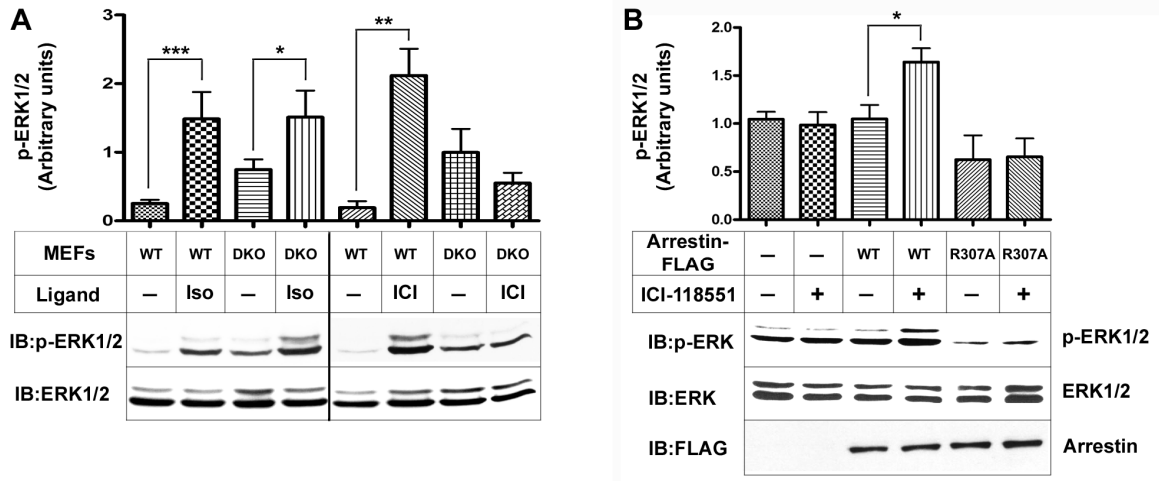 A
p-ERK1/2
(Arbitrary units)
3
2
1
0
***
*
**
MEFs WT WT DKO DKO WT WT DKO DKO
Ligand – Iso – Iso – ICI – ICI
IB:p-ERK1/2
IB:ERK1/2
B
p-ERK1/2
(Arbitrary units)
2.0
1.5
1.0
0.5
0.0
*
Arrestin-
FLAG – – WT WT R307A R307A
ICI-118551 – + – + – +
IB:p-ERK p-ERK1/2
IB:ERK ERK1/2
IB:FLAG Arrestin